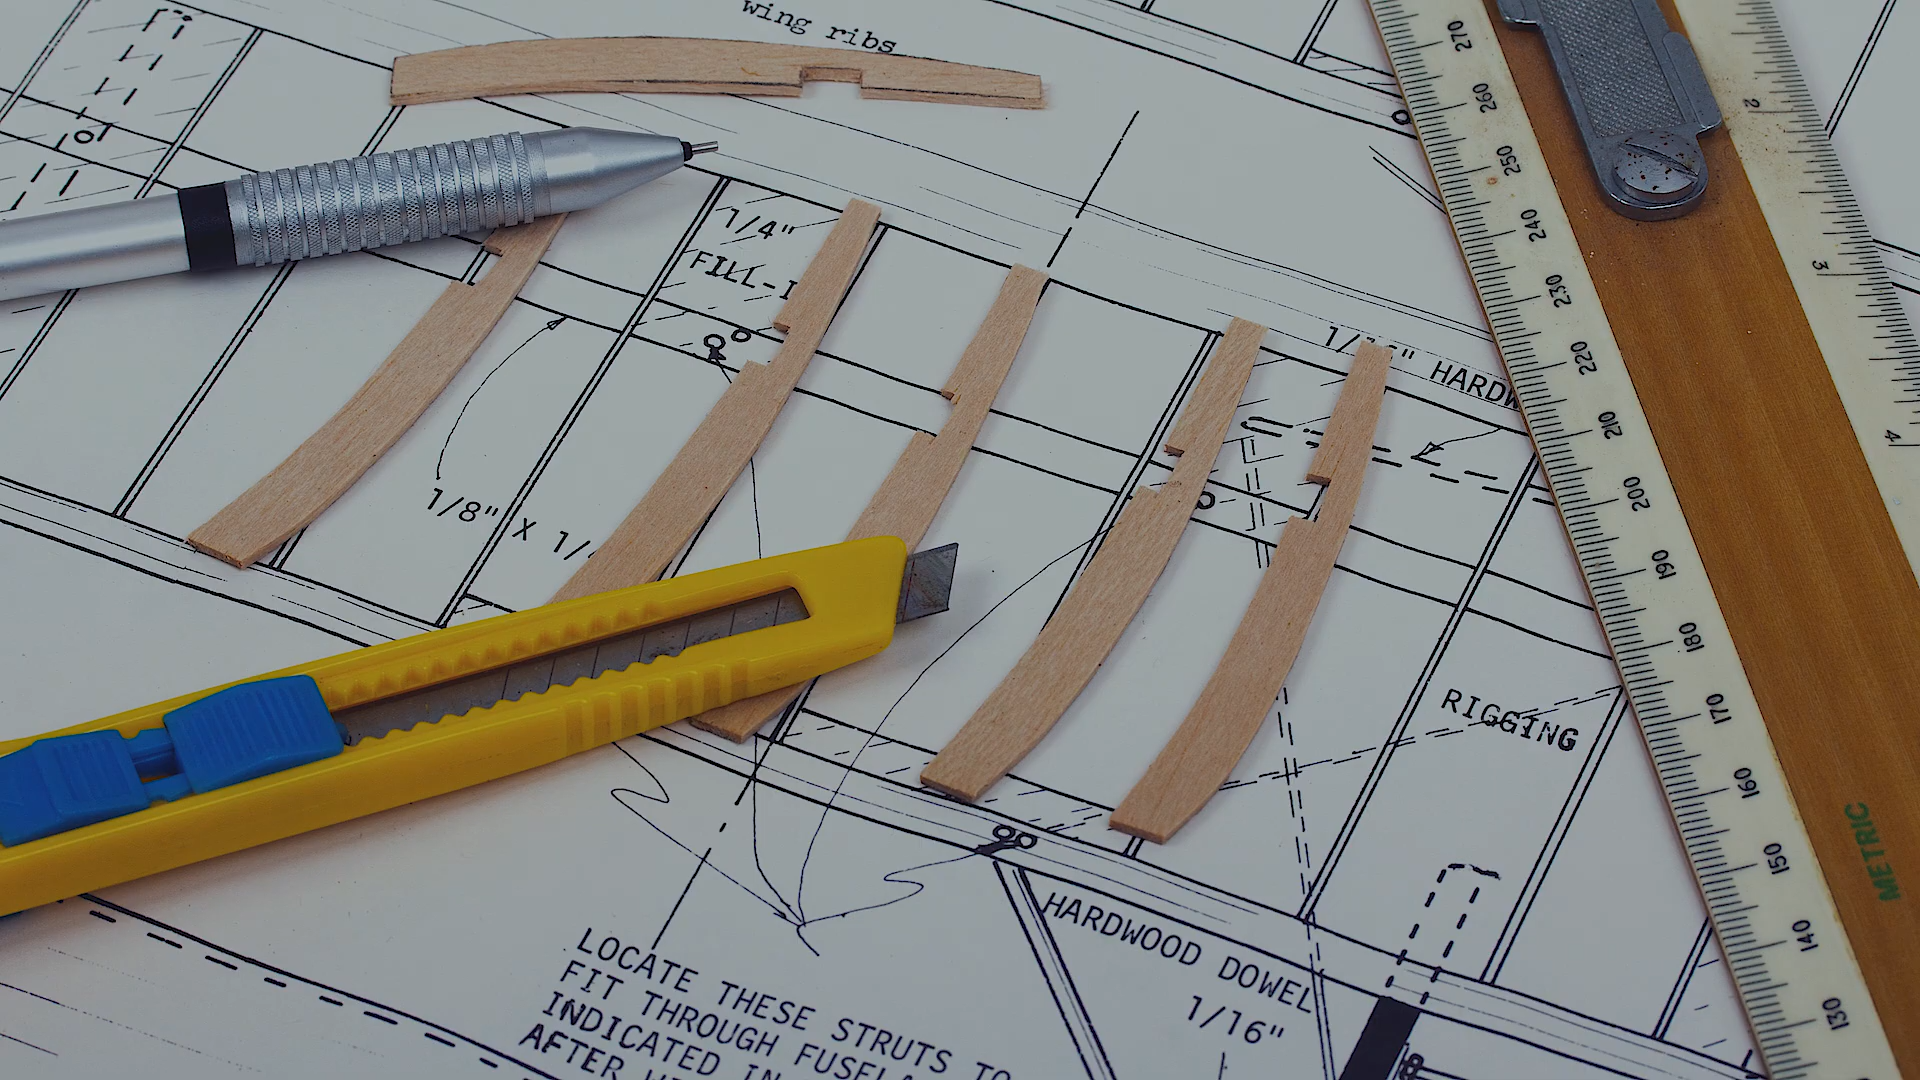 wing ribs
1/4"
FILL-I
HARDW
1/8" X 1/
RIGGING
HARDWOOD DOWEL
1/16"
LOCATE THESE STRUTS TO
FIT THROUGH FUSELA
INDICATED IN
AFTER
270
260
250
240
230
220
210
200
190
180
170
160
150
140
130
METRIC
2
3
4